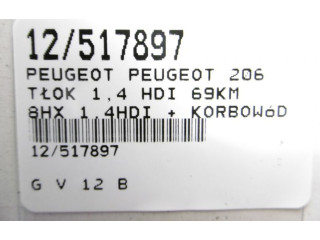 12/517897
PEUGEOT PEUGEOT 206
TŁOK 1,4 HDI 69KM
8HX 1,4HDI + KORBOWÓD
12/517897
G V 12 B